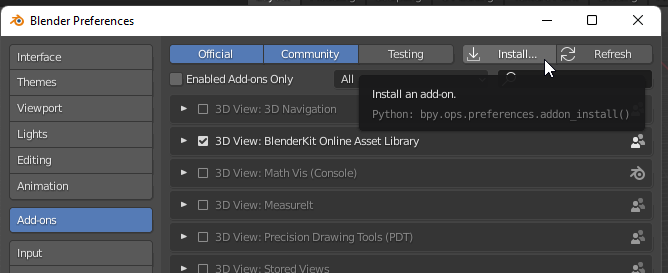 Blender Preferences
Interface
Themes
Viewport
Lights
Editing
Animation
Add-ons
Input
Official
Community
Testing
Install...
Refresh
Enabled Add-ons Only
All
Install an add-on.
Python: bpy.ops.preferences.addon_install()
3D View: 3D Navigation
3D View: BlenderKit Online Asset Library
3D View: Math Vis (Console)
3D View: MeasureIt
3D View: Precision Drawing Tools (PDT)
3D View: Stored Views